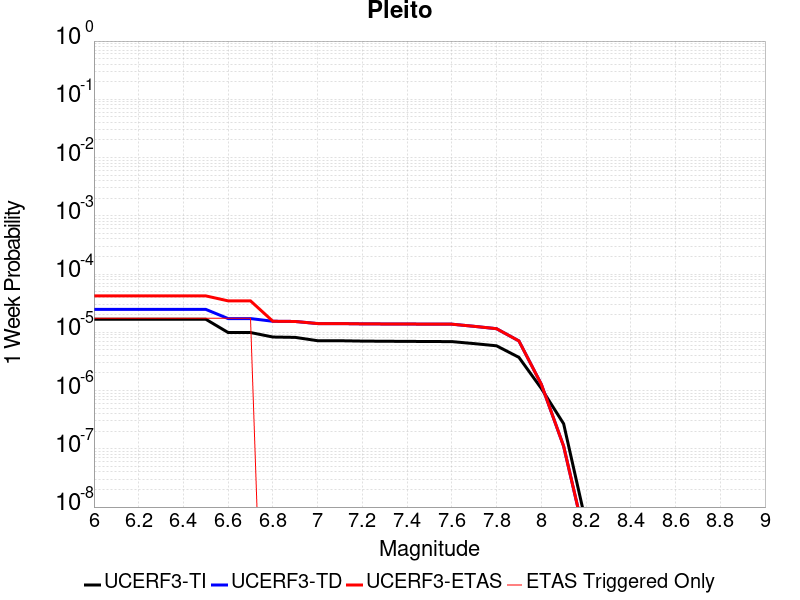 Pleito
10^0
10^-1
10^-2
10^-3
10^-4
10^-5
10^-6
10^-7
10^-8
1 Week Probability
6 6.2 6.4 6.6 6.8 7 7.2 7.4 7.6 7.8 8 8.2 8.4 8.6 8.8 9
Magnitude
UCERF3-TI UCERF3-TD UCERF3-ETAS ETAS Triggered Only